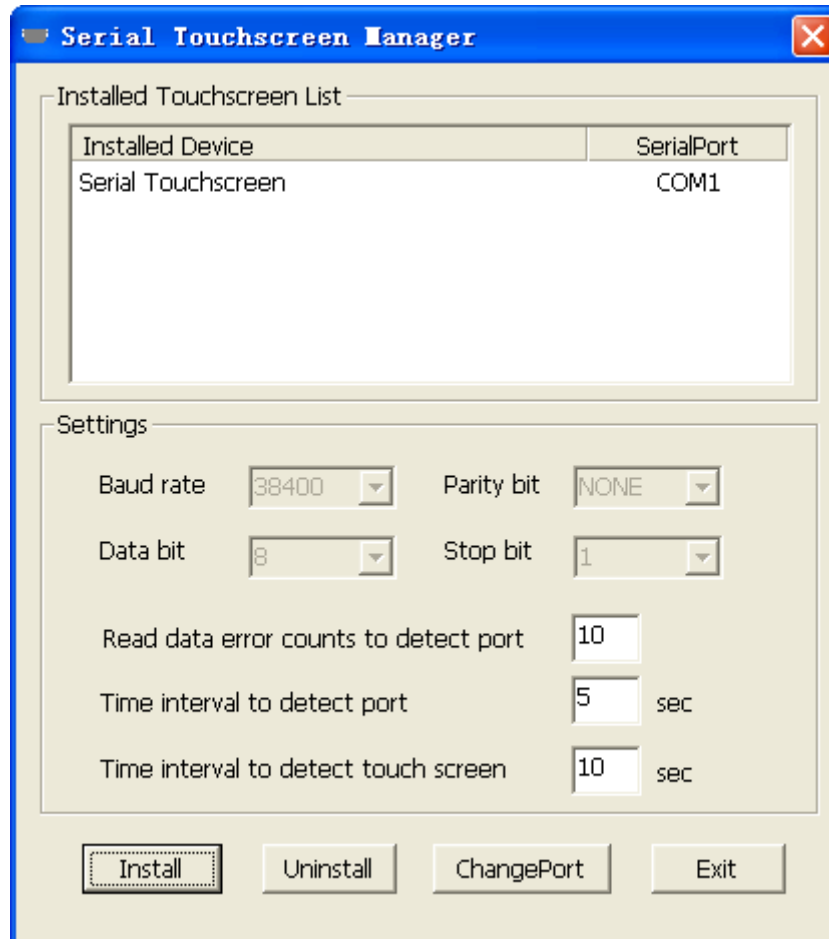 Serial Touchscreen Manager
Installed Touchscreen List
Installed Device SerialPort
Serial Touchscreen COM1
Settings
Baud rate 38400 Parity bit NONE
Data bit 8 Stop bit 1
Read data error counts to detect port 10
Time interval to detect port 5 sec
Time interval to detect touch screen 10 sec
Install Uninstall ChangePort Exit